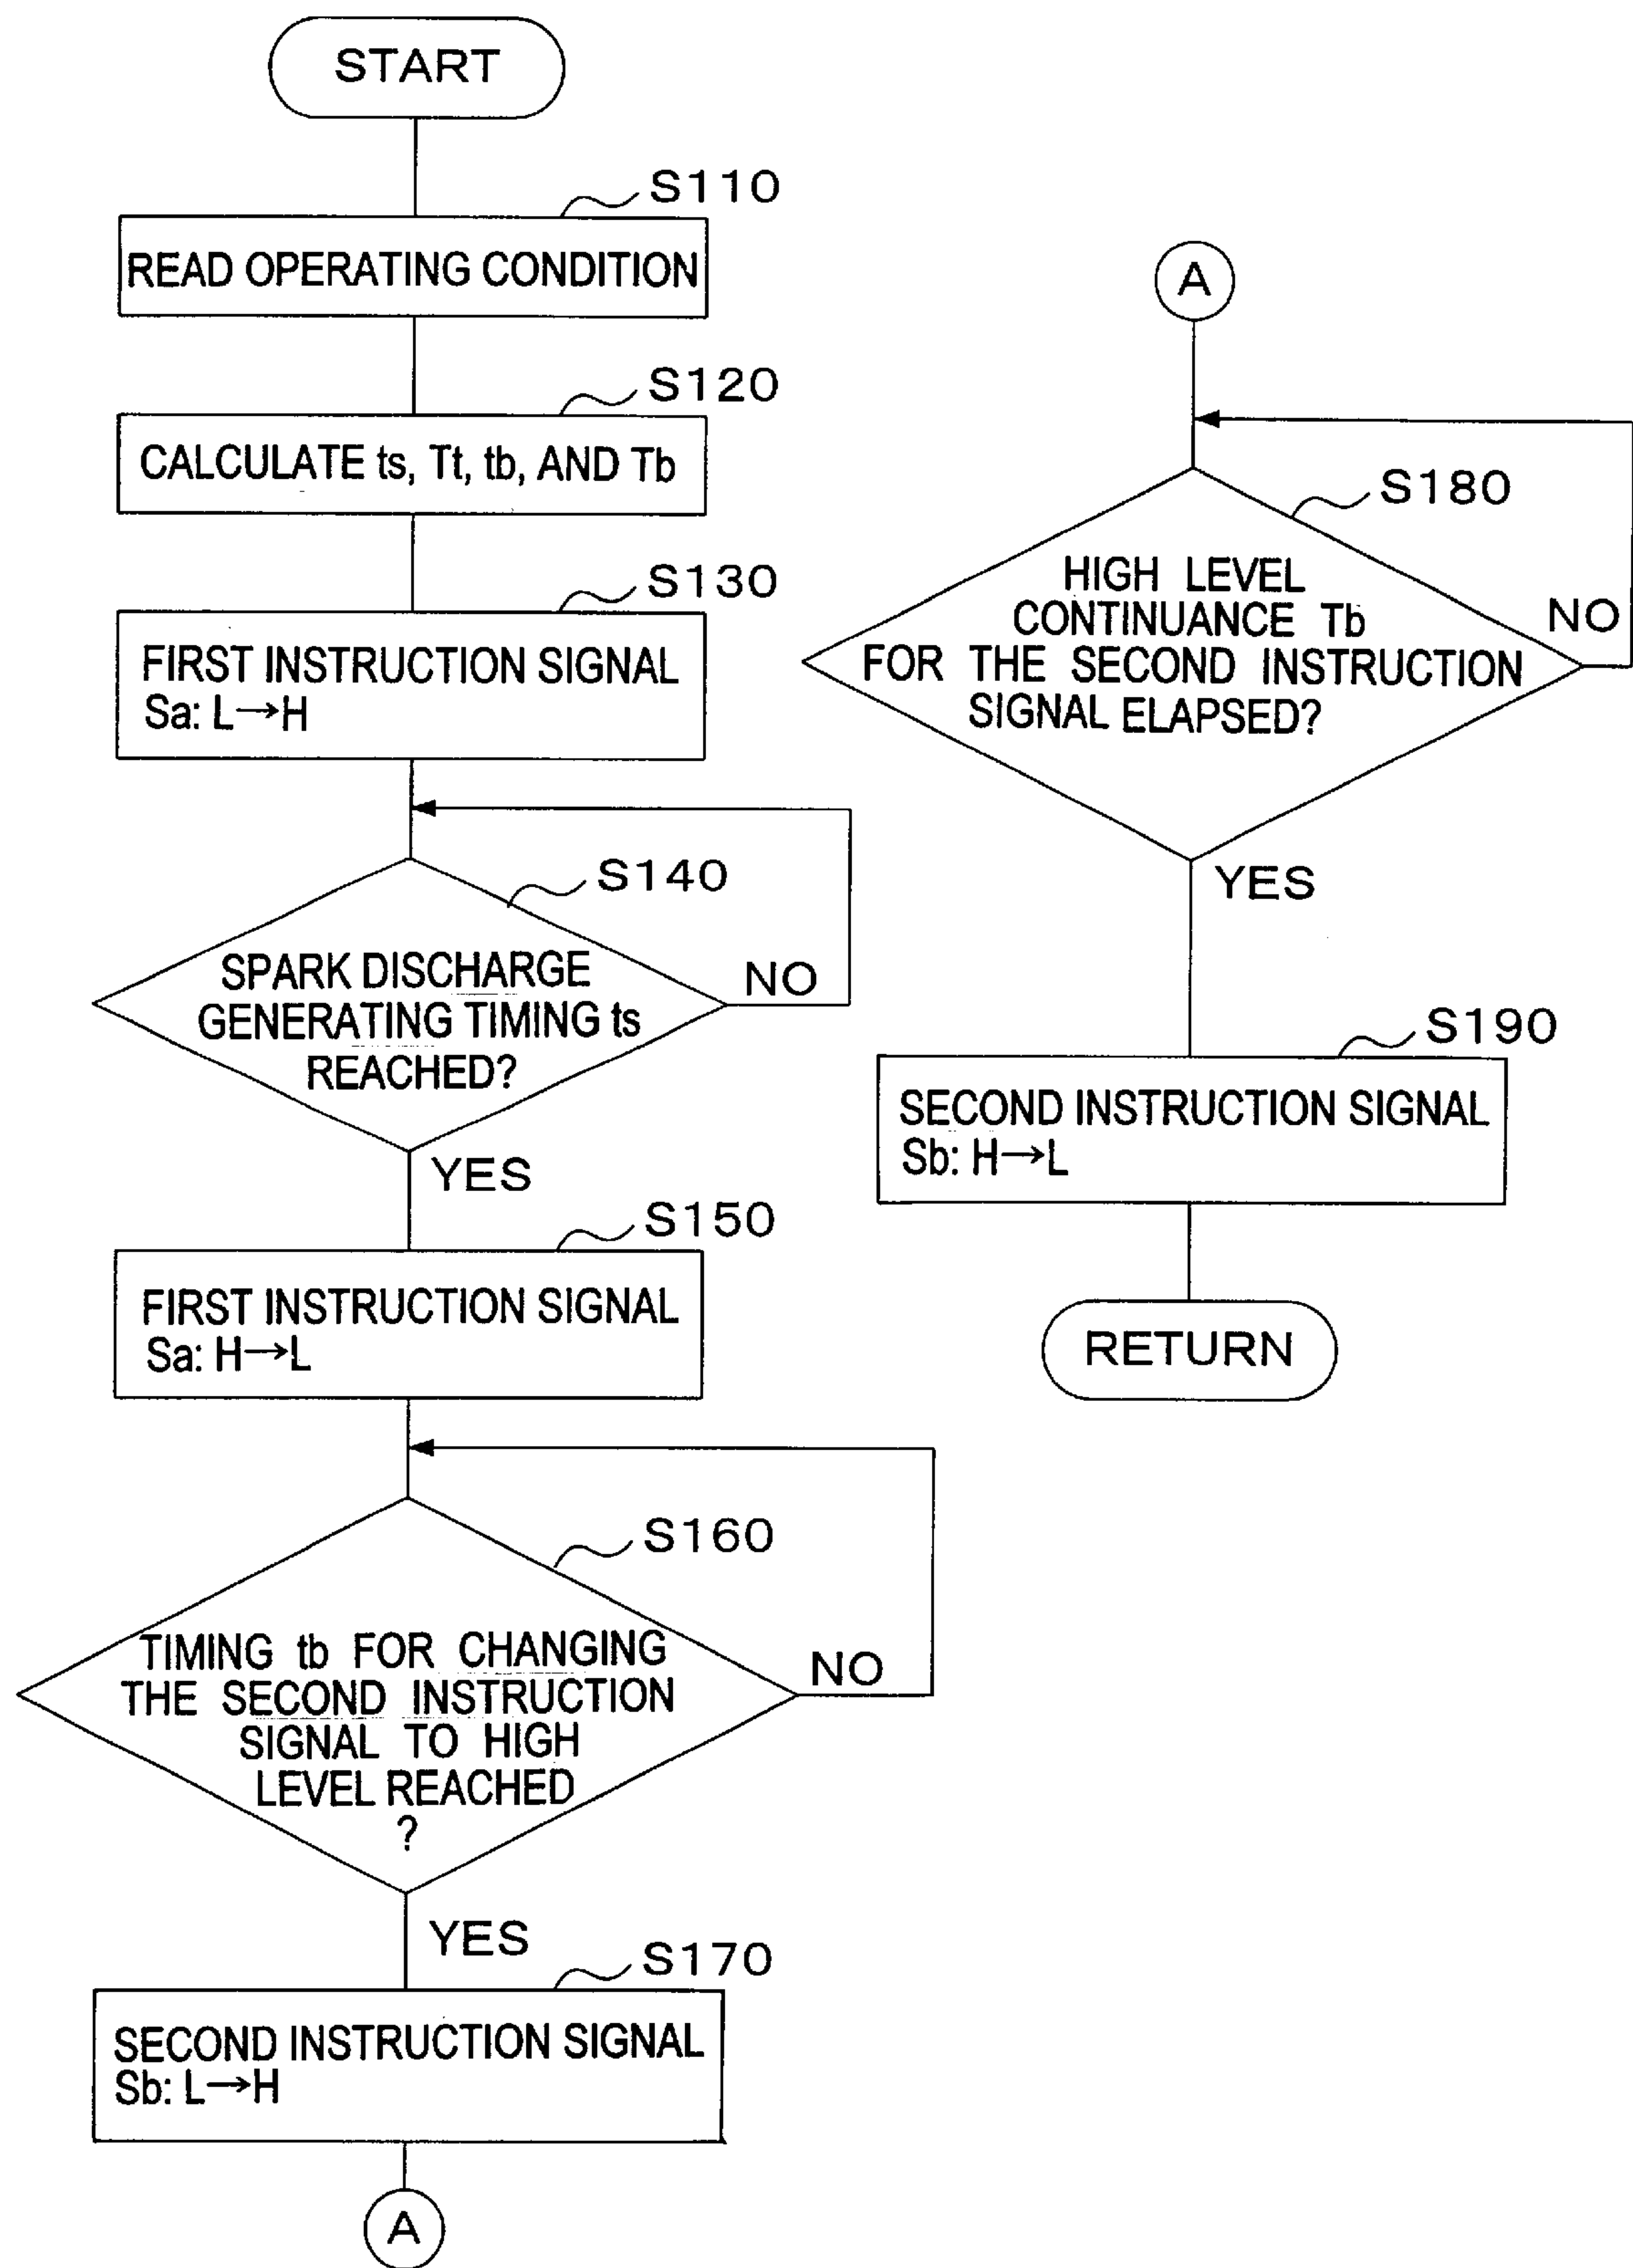 START
S110
READ OPERATING CONDITION
S120
CALCULATE ts, Tt, tb, AND Tb
S130
FIRST INSTRUCTION SIGNAL
Sa: L→H
S140
SPARK DISCHARGE
GENERATING TIMING ts
REACHED?
NO
YES
S150
FIRST INSTRUCTION SIGNAL
Sa: H→L
S160
TIMING tb FOR CHANGING
THE SECOND INSTRUCTION
SIGNAL TO HIGH
LEVEL REACHED
?
NO
YES
S170
SECOND INSTRUCTION SIGNAL
Sb: L→H
A
A
S180
HIGH LEVEL
CONTINUANCE Tb
FOR THE SECOND INSTRUCTION
SIGNAL ELAPSED?
NO
YES
S190
SECOND INSTRUCTION SIGNAL
Sb: H→L
RETURN